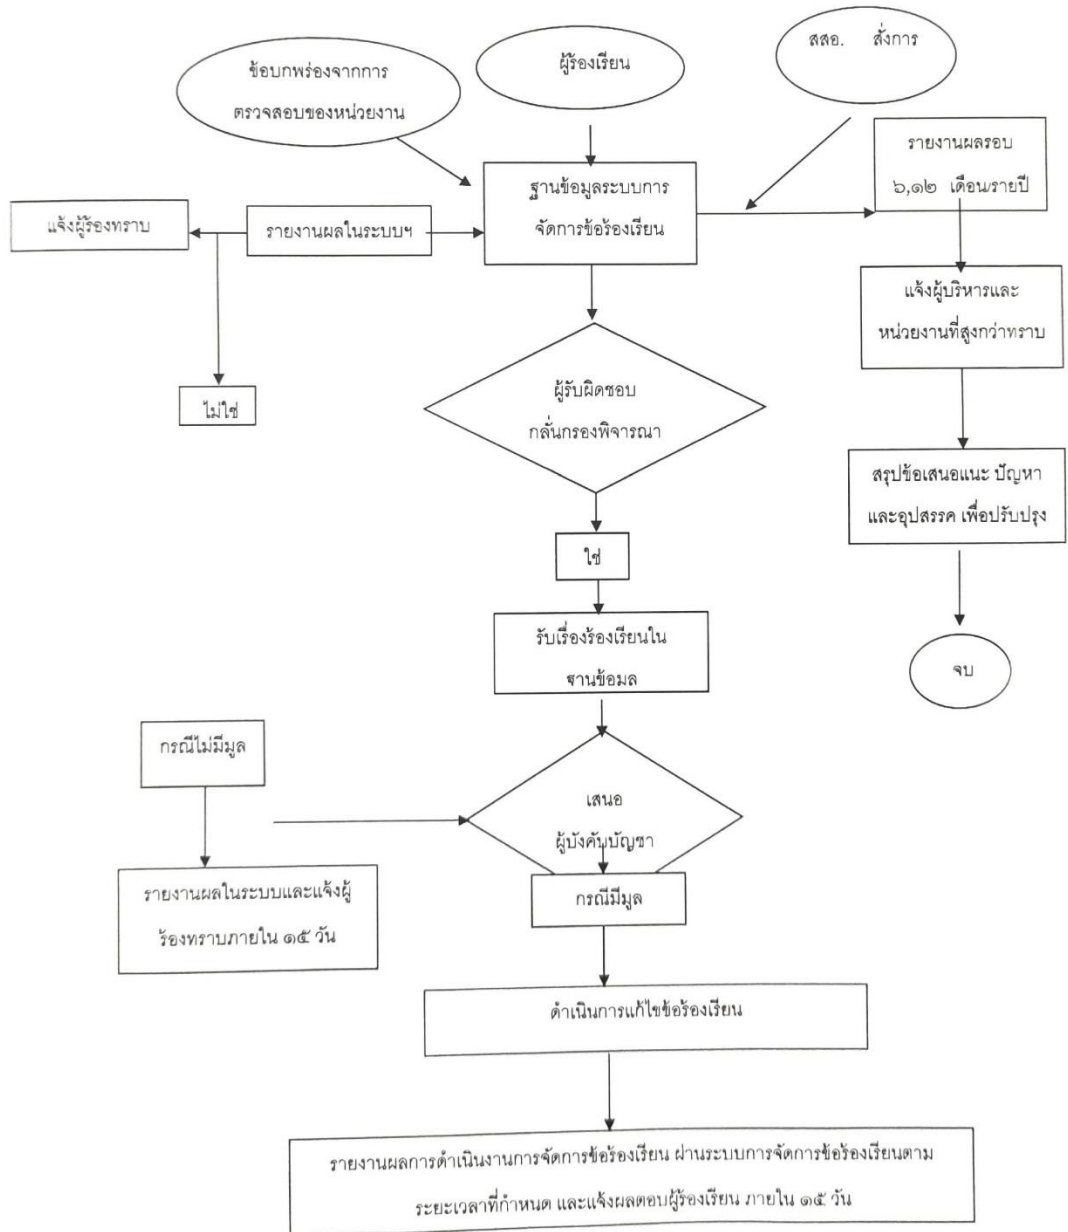 สสอ. สั่งการ
ผู้ร้องเรียน
ข้อบกพร่องจากการ
ตรวจสอบของหน่วยงาน
รายงานผลรอบ
๖,๑๒ เดือน/รายปี
ฐานข้อมูลระบบการ
จัดการข้อร้องเรียน
แจ้งผู้ร้องทราบ
รายงานผลในระบบฯ
แจ้งผู้บริหารและ
หน่วยงานที่สูงกว่าทราบ
ไม่ใช่
ผู้รับผิดชอบ
กลั่นกรองพิจารณา
สรุปข้อเสนอแนะ ปัญหา
และอุปสรรค เพื่อปรับปรุง
ใช่
รับเรื่องร้องเรียนใน
ฐานข้อมูล
จบ
กรณีไม่มีมูล
เสนอ
ผู้บังคับบัญชา
รายงานผลในระบบและแจ้งผู้
ร้องทราบภายใน ๑๕ วัน
กรณีมีมูล
ดำเนินการแก้ไขข้อร้องเรียน
รายงานผลการดำเนินงานการจัดการข้อร้องเรียน ผ่านระบบการจัดการข้อร้องเรียนตาม
ระยะเวลาที่กำหนด และแจ้งผลตอบผู้ร้องเรียน ภายใน ๑๕ วัน